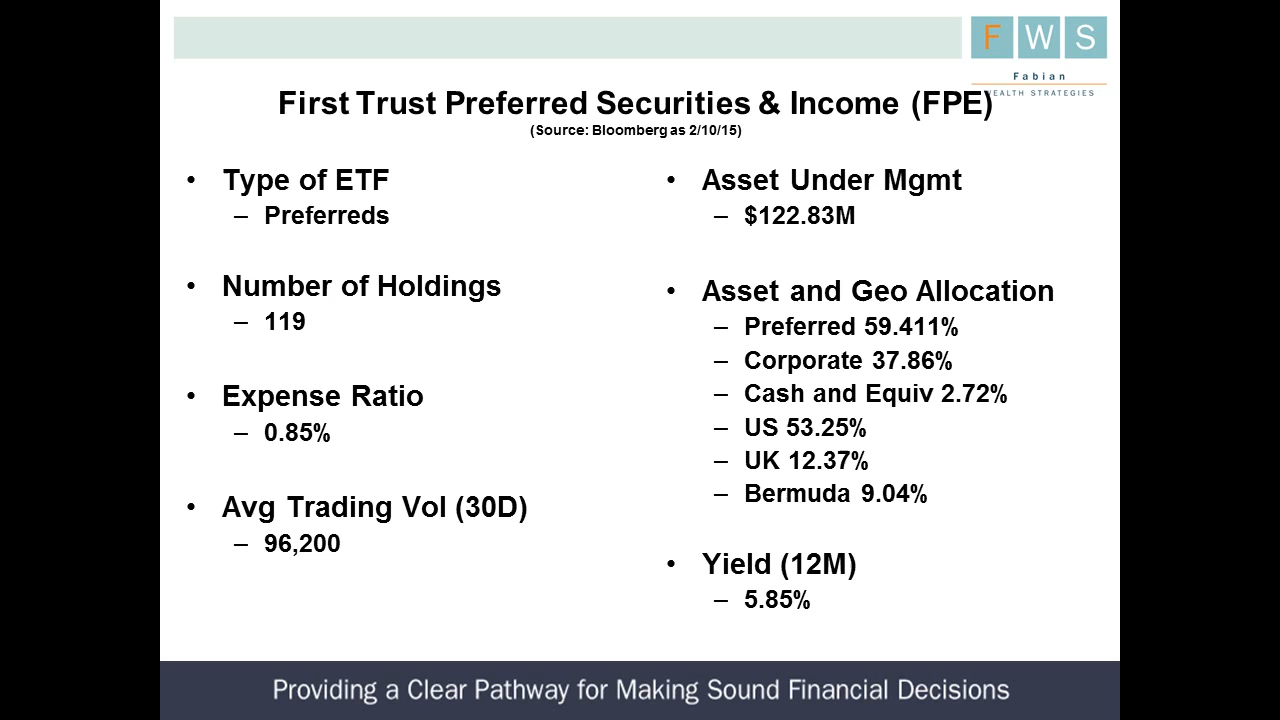 F W S
Fabian
WEALTH STRATEGIES
First Trust Preferred Securities & Income (FPE)
(Source: Bloomberg as 2/10/15)
• Type of ETF
– Preferreds
• Number of Holdings
– 119
• Expense Ratio
– 0.85%
• Avg Trading Vol (30D)
– 96,200
• Asset Under Mgmt
– $122.83M
• Asset and Geo Allocation
– Preferred 59.411%
– Corporate 37.86%
– Cash and Equiv 2.72%
– US 53.25%
– UK 12.37%
– Bermuda 9.04%
• Yield (12M)
– 5.85%
Providing a Clear Pathway for Making Sound Financial Decisions